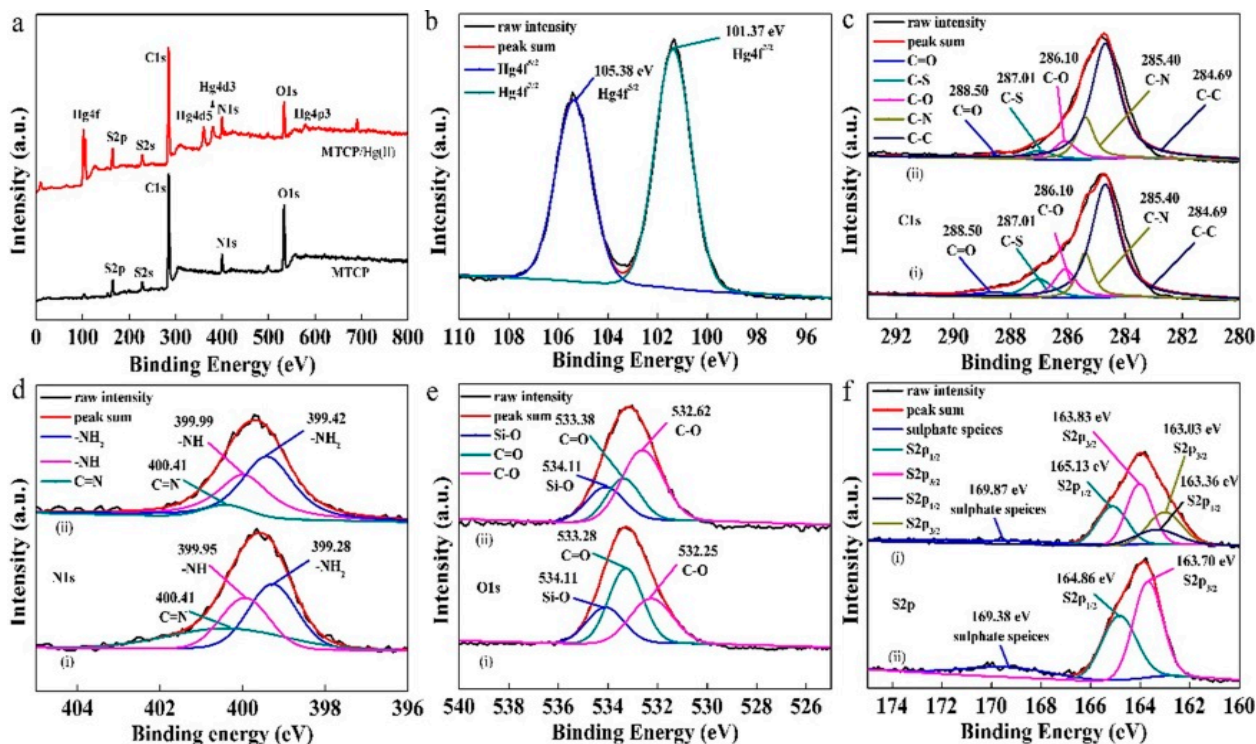 a
Intensity (a.u.)
C1s
Hg4f
S2p
S2s
Hg4d5
Hg4d3
N1s
O1s
Hg4p3
MTCP/Hg(II)
C1s
O1s
N1s
S2p
S2s
MTCP
0 100 200 300 400 500 600 700 800
Binding Energy (eV)
b
Intensity (a.u.)
raw intensity
peak sum
Hg4f5/2
101.37 eV
105.38 eV
110 108 106 104 102 100 98 96
Binding Energy (eV)
c
Intensity (a.u.)
raw intensity
peak sum
C=O
C-S
C-O
C-N
C-C
286.10
C-O
287.01
C-S
288.50
C=O
285.40
C-N
284.69
C-C
(ii)
C1s
286.10
C-O
287.01
C-S
288.50
C=O
285.40
C-N
284.69
C-C
(i)
292 290 288 286 284 282 280
Binding Energy (eV)
d
Intensity (a.u.)
raw intensity
peak sum
-NH2
-NH
C=N
399.99
-NH
400.41
C=N
399.42
-NH2
(ii)
N1s
399.95
-NH
400.41
C=N
399.28
-NH2
(i)
404 402 400 398 396
Binding energy (eV)
e
Intensity (a.u.)
raw intensity
peak sum
Si-O
C=O
C-O
533.38
C=O
534.11
Si-O
532.62
C-O
(ii)
O1s
533.28
C=O
534.11
Si-O
532.25
C-O
(i)
540 538 536 534 532 530 528 526
Binding Energy (eV)
f
Intensity (a.u.)
raw intensity
peak sum
sulphate speices
S2p1/2
S2p3/2
S2p1/2
S2p3/2
163.83 eV
S2p3/2
165.13 eV
S2p1/2
163.03 eV
S2p3/2
163.36 eV
S2p1/2
169.87 eV
sulphate speices
(i)
S2p
164.86 eV
S2p1/2
163.70 eV
S2p3/2
169.38 eV
sulphate speices
(ii)
174 172 170 168 166 164 162 160
Binding Energy (eV)